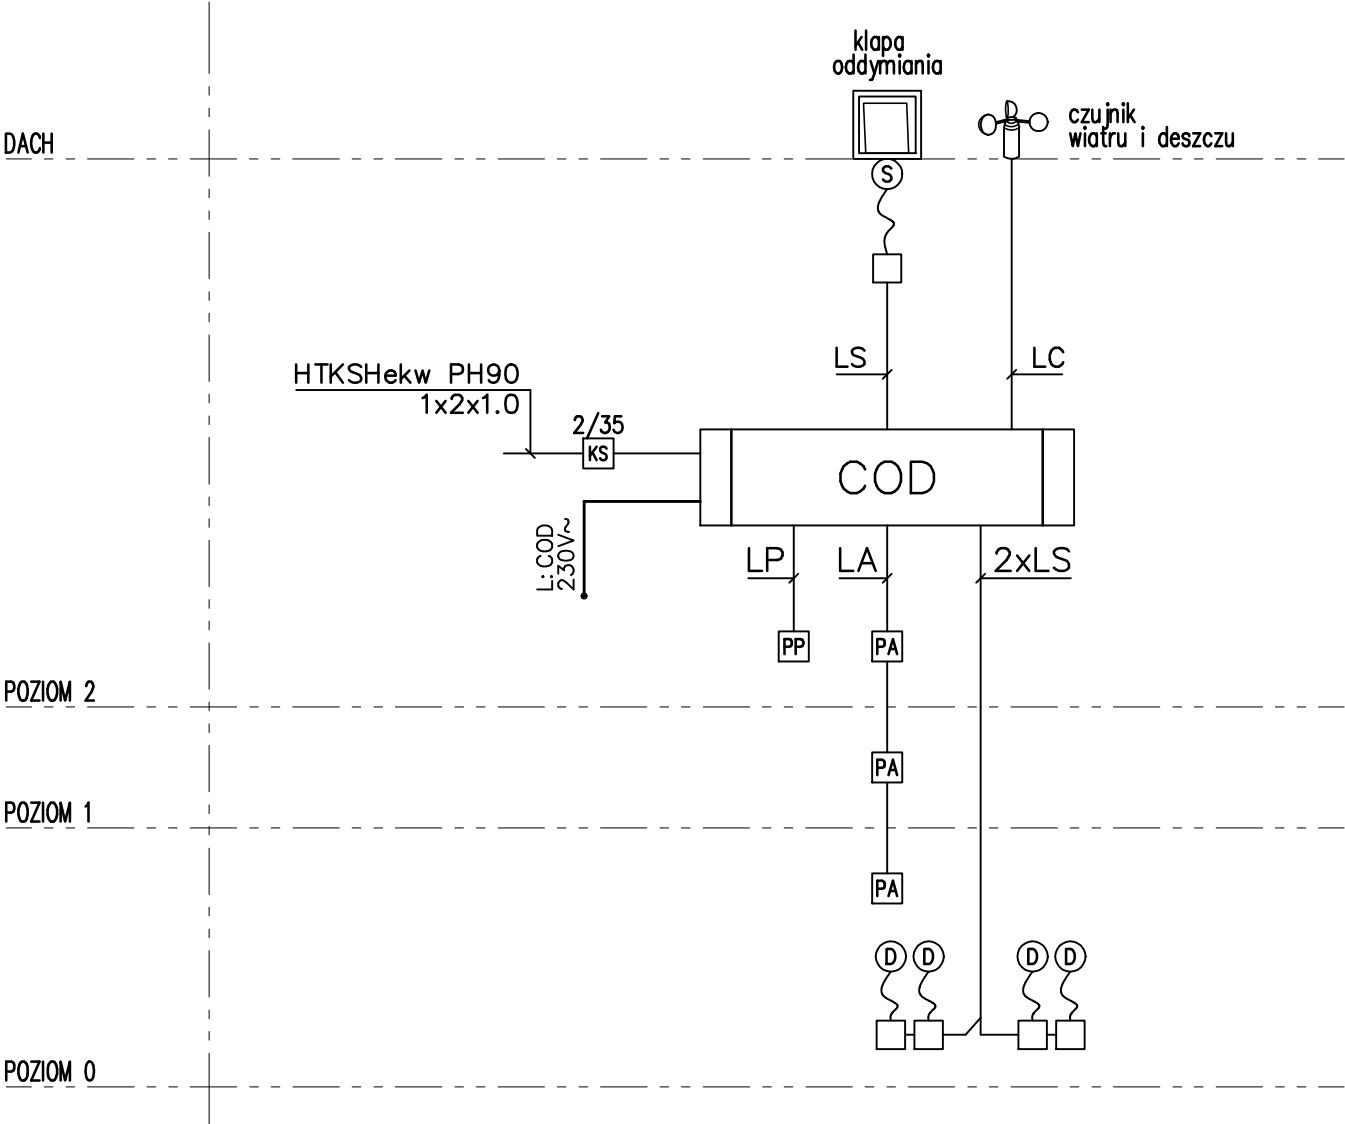 klapa
oddymiania
czujnik
wiatru i deszczu
DACH
S
LS
LC
HTKSHekw PH90
1x2x1.0
2/35
KS
COD
L: COD
230V~
LP
LA
2xLS
PP
PA
POZIOM 2
PA
POZIOM 1
PA
D D D D
POZIOM 0